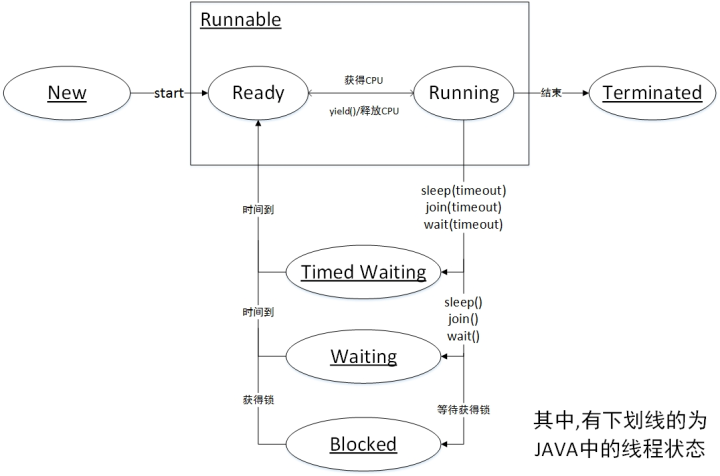 Runnable
New
start
Ready
获得CPU
yield()/释放CPU
Running
结束
Terminated
sleep(timeout)
join(timeout)
wait(timeout)
时间到
Timed Waiting
sleep()
join()
wait()
时间到
Waiting
获得锁
等待获得锁
Blocked
其中,有下划线的为
JAVA中的线程状态